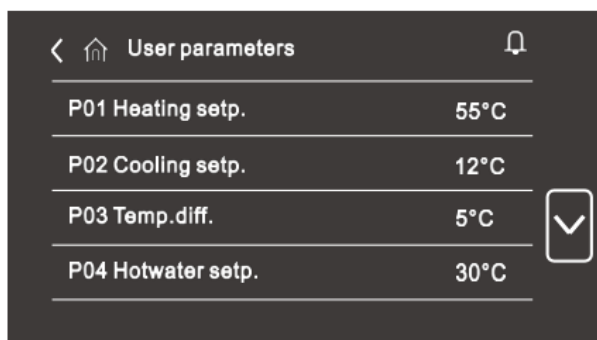 User parameters
P01 Heating setp. 55°C
P02 Cooling setp. 12°C
P03 Temp.diff. 5°C
P04 Hotwater setp. 30°C